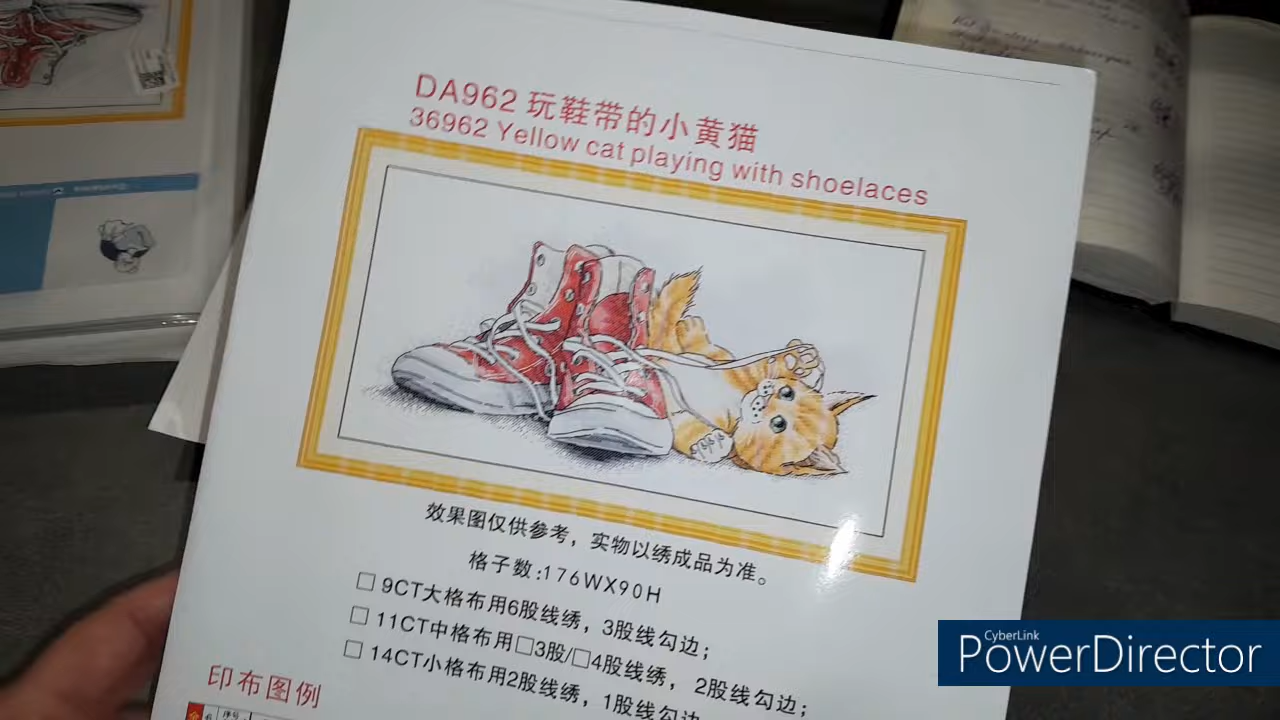 DA962 玩鞋带的小黄猫
36962 Yellow cat playing with shoelaces
效果图仅供参考，实物以绣成品为准。
格子数:176WX90H
□ 9CT大格布用6股线绣，3股线勾边；
□ 11CT中格布用□3股/□4股线绣，2股线勾边；
□ 14CT小格布用2股线绣，1股线勾边
印布图例
序号
CyberLink
PowerDirector